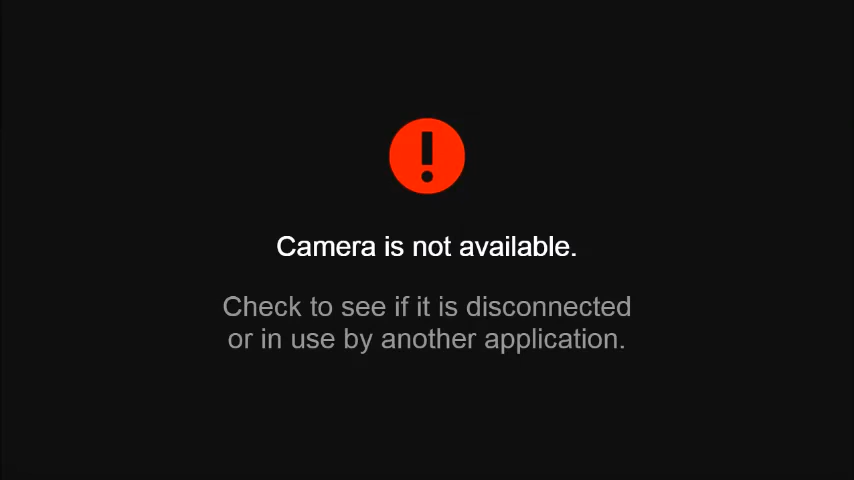 Camera is not available.
Check to see if it is disconnected
or in use by another application.